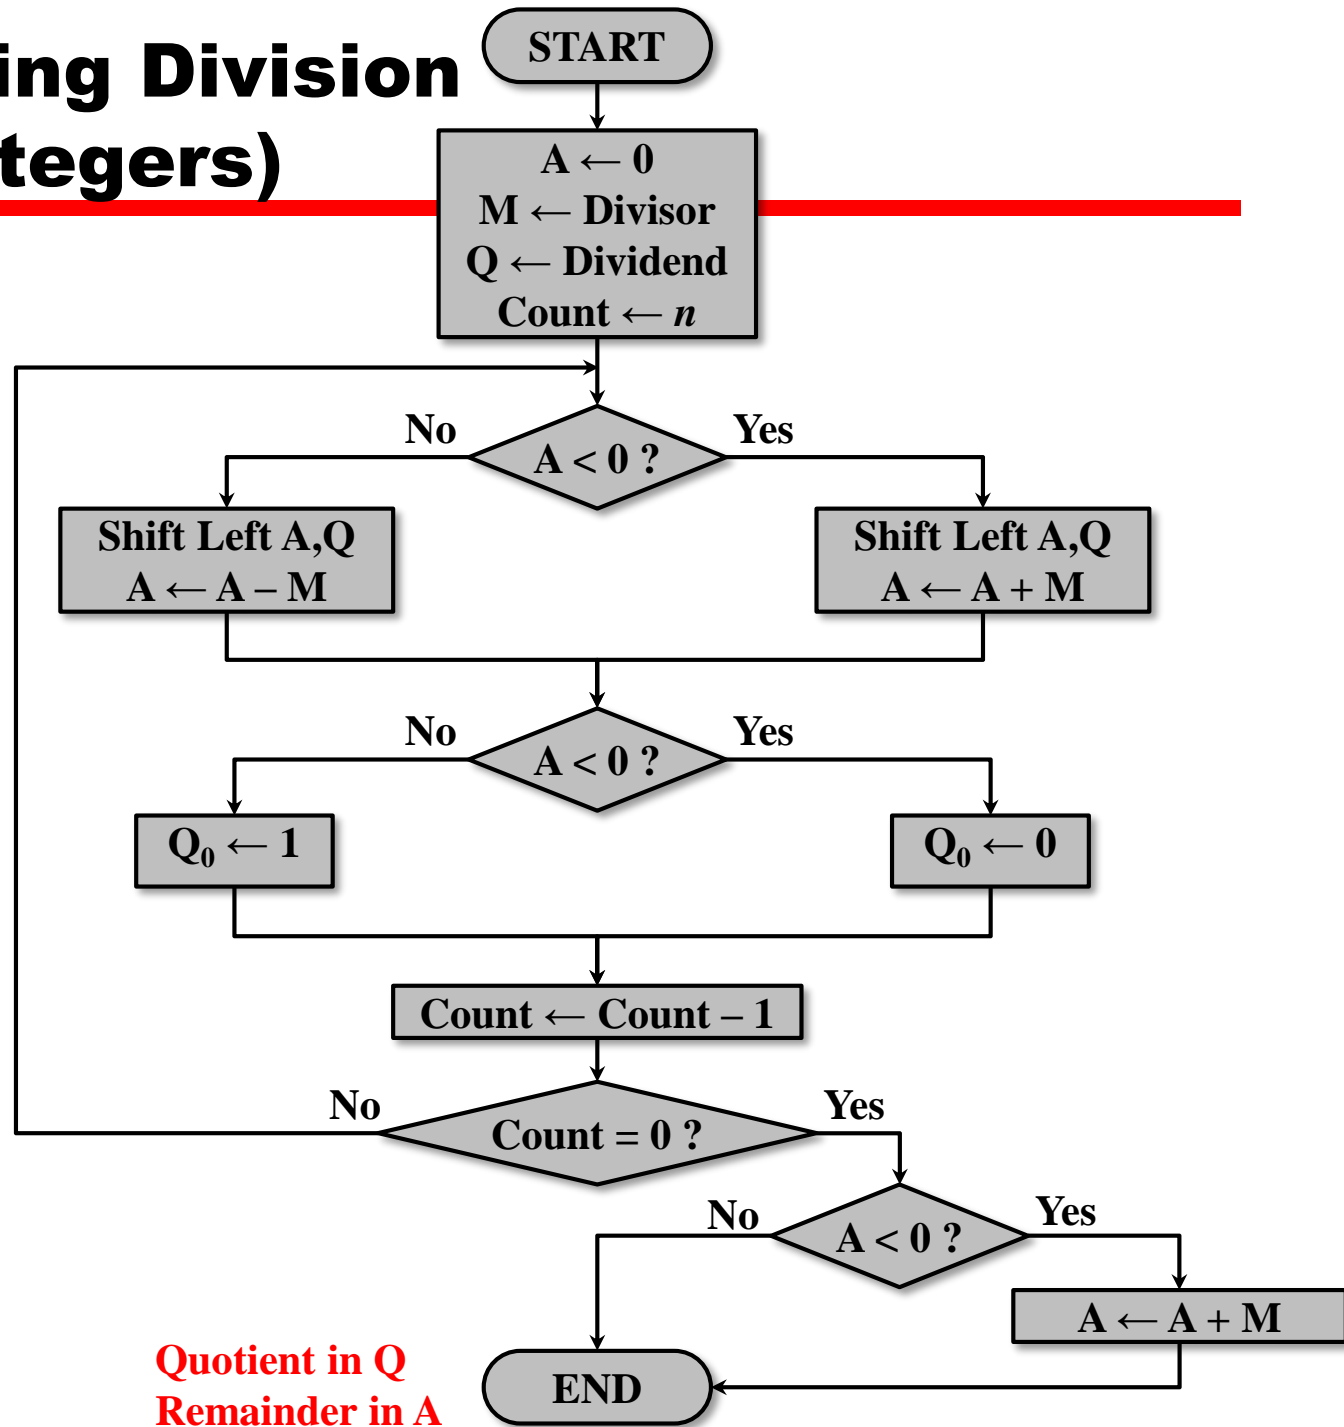 ing Division
tegers)
START
A ← 0
M ← Divisor
Q ← Dividend
Count ← n
A < 0 ?
No
Yes
Shift Left A,Q
A ← A – M
Shift Left A,Q
A ← A + M
A < 0 ?
No
Yes
Q₀ ← 1
Q₀ ← 0
Count ← Count – 1
Count = 0 ?
No
Yes
A < 0 ?
No
Yes
A ← A + M
END
Quotient in Q
Remainder in A